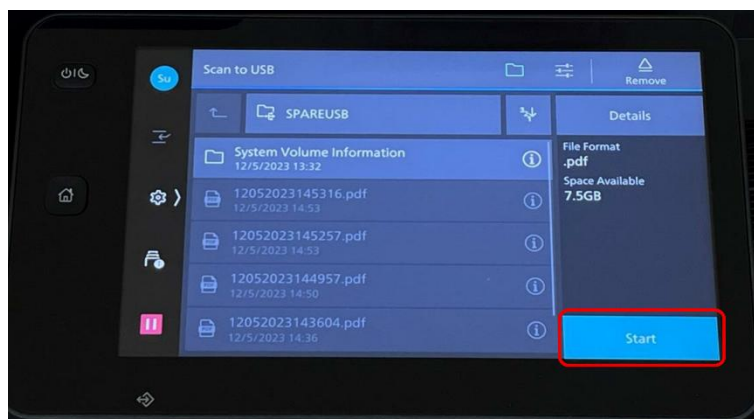 Su
Scan to USB
Remove
SPAREUSB
Details
System Volume Information
12/5/2023 13:32
12052023145316.pdf
12/5/2023 14:53
12052023145257.pdf
12/5/2023 14:53
12052023144957.pdf
12/5/2023 14:50
12052023143604.pdf
12/5/2023 14:36
File Format
.pdf
Space Available
7.5GB
Start